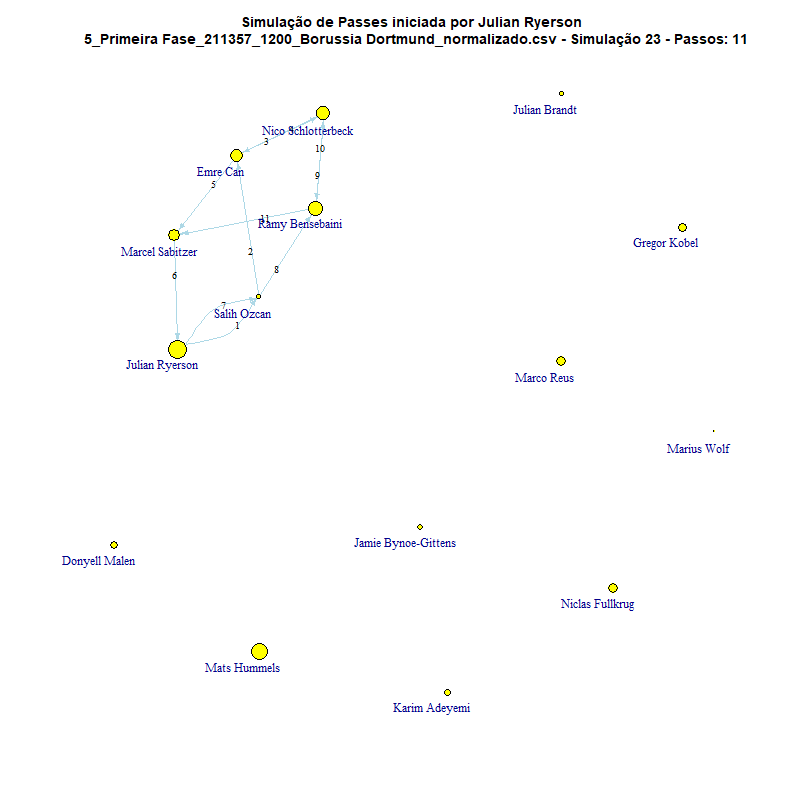 Simulação de Passes iniciada por Julian Ryerson
5_Primeira Fase_211357_1200_Borussia Dortmund_normalizado.csv - Simulação 23 - Passos: 11
Julian Brandt
Nico Schlotterbeck
3
10
Emre Can
9
5
11
Ramy Bensebaini
Marcel Sabitzer
Gregor Kobel
2
8
6
7
Salih Ozcan
1
Julian Ryerson
Marco Reus
Marius Wolf
Jamie Bynoe-Gittens
Donyell Malen
Niclas Fullkrug
Mats Hummels
Karim Adeyemi